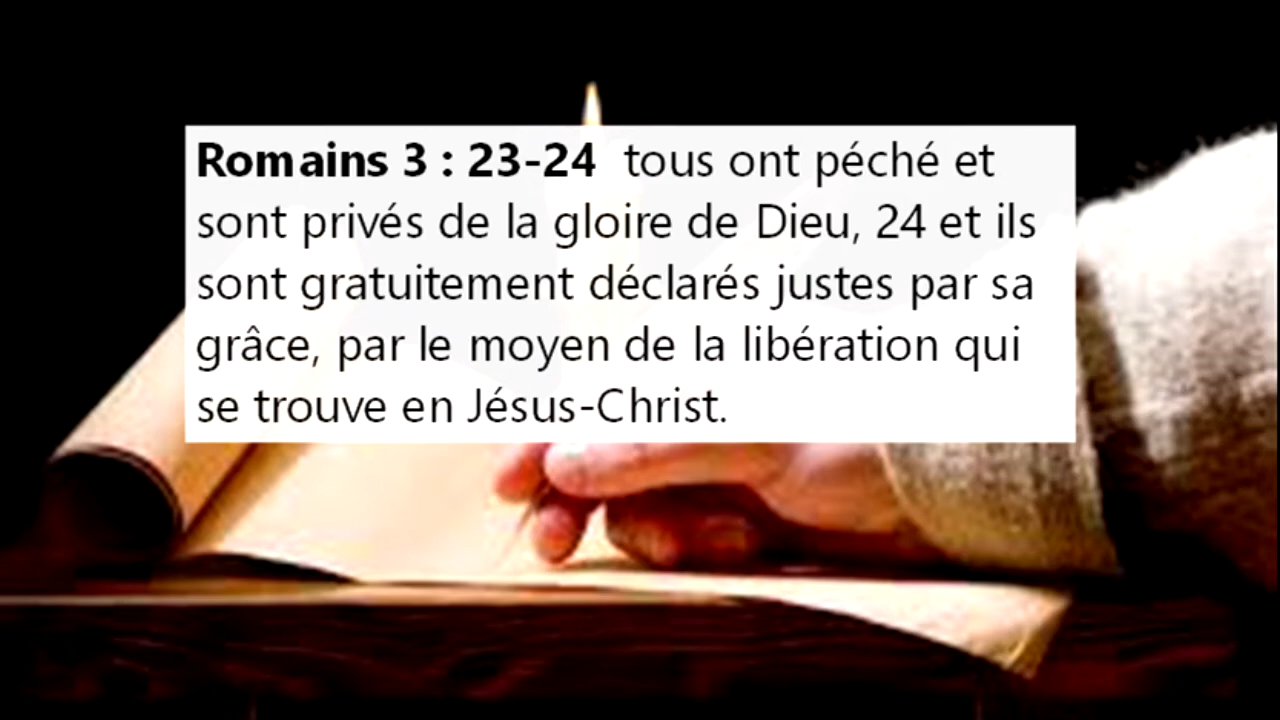 Romains 3 : 23-24 tous ont péché et
sont privés de la gloire de Dieu, 24 et ils
sont gratuitement déclarés justes par sa
grâce, par le moyen de la libération qui
se trouve en Jésus-Christ.